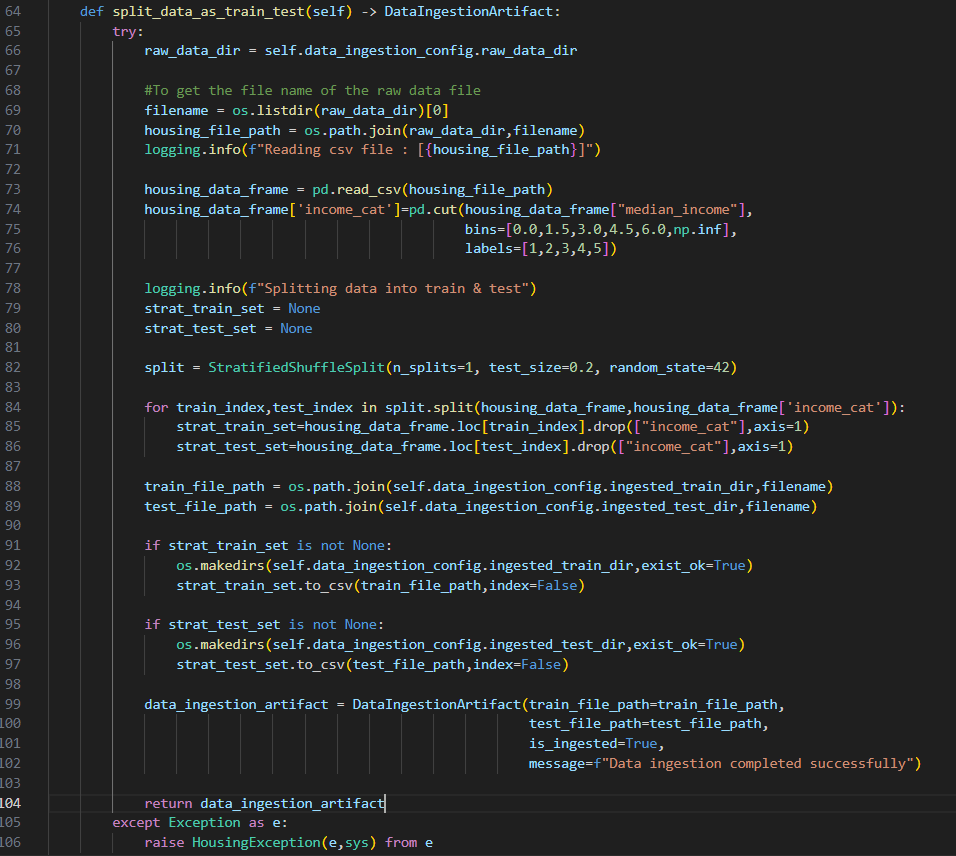 64 def split_data_as_train_test(self) -> DataIngestionArtifact:
65 try:
66 raw_data_dir = self.data_ingestion_config.raw_data_dir
67
68 #To get the file name of the raw data file
69 filename = os.listdir(raw_data_dir)[0]
70 housing_file_path = os.path.join(raw_data_dir,filename)
71 logging.info(f"Reading csv file : [{housing_file_path}]")
72
73 housing_data_frame = pd.read_csv(housing_file_path)
74 housing_data_frame['income_cat']=pd.cut(housing_data_frame["median_income"],
75 bins=[0.0,1.5,3.0,4.5,6.0,np.inf],
76 labels=[1,2,3,4,5])
77
78 logging.info(f"Splitting data into train & test")
79 strat_train_set = None
80 strat_test_set = None
81
82 split = StratifiedShuffleSplit(n_splits=1, test_size=0.2, random_state=42)
83
84 for train_index,test_index in split.split(housing_data_frame,housing_data_frame['income_cat']):
85 strat_train_set=housing_data_frame.loc[train_index].drop(["income_cat"],axis=1)
86 strat_test_set=housing_data_frame.loc[test_index].drop(["income_cat"],axis=1)
87
88 train_file_path = os.path.join(self.data_ingestion_config.ingested_train_dir,filename)
89 test_file_path = os.path.join(self.data_ingestion_config.ingested_test_dir,filename)
90
91 if strat_train_set is not None:
92 os.makedirs(self.data_ingestion_config.ingested_train_dir,exist_ok=True)
93 strat_train_set.to_csv(train_file_path,index=False)
94
95 if strat_test_set is not None:
96 os.makedirs(self.data_ingestion_config.ingested_test_dir,exist_ok=True)
97 strat_test_set.to_csv(test_file_path,index=False)
98
99 data_ingestion_artifact = DataIngestionArtifact(train_file_path=train_file_path,
100 test_file_path=test_file_path,
101 is_ingested=True,
102 message=f"Data ingestion completed successfully")
103
104 return data_ingestion_artifact
105 except Exception as e:
106 raise HousingException(e,sys) from e